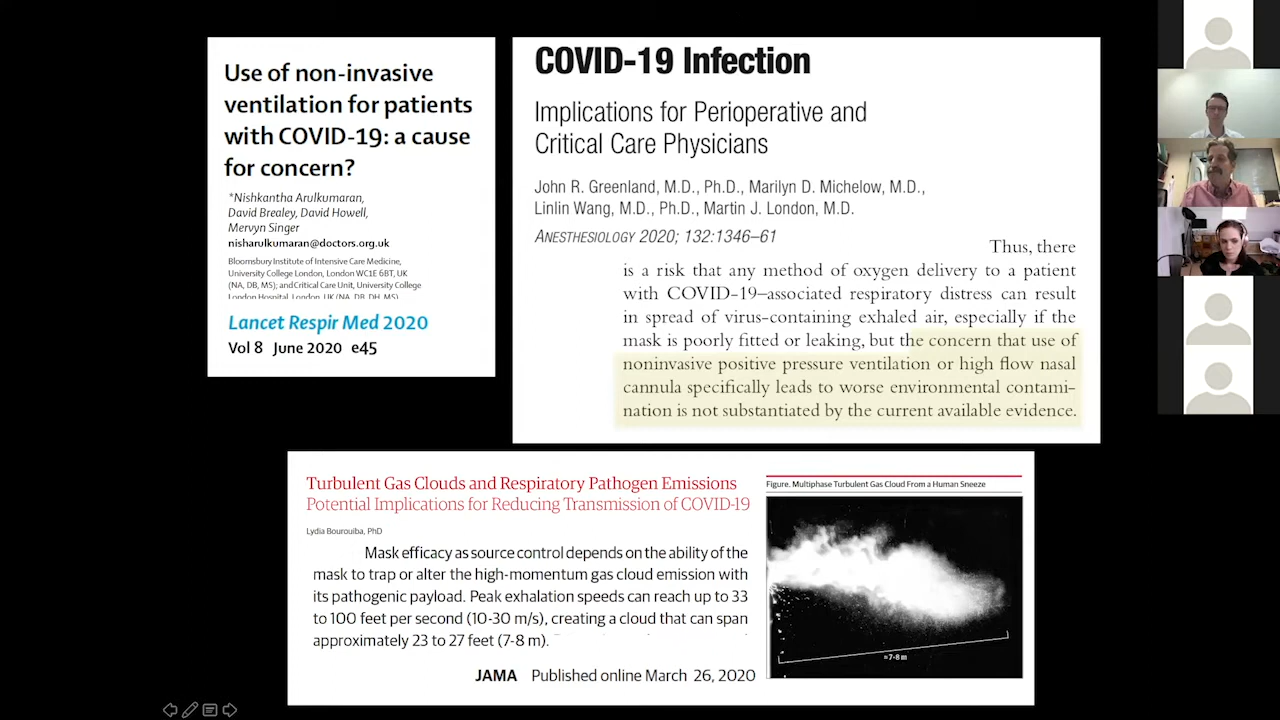 Use of non-invasive
ventilation for patients
with COVID-19: a cause
for concern?
*Nishkantha Arulkumaran,
David Brealey, David Howell,
Mervyn Singer
nisharulkumaran@doctors.org.uk
Bloomsbury Institute of Intensive Care Medicine,
University College London, London WC1E 6BT, UK
(NA, DB, MS); and Critical Care Unit, University College
London Hospital, London, UK (NA, DB, DH, MS)
Lancet Respir Med 2020
Vol 8 June 2020 e45
COVID-19 Infection
Implications for Perioperative and
Critical Care Physicians
John R. Greenland, M.D., Ph.D., Marilyn D. Michelow, M.D.,
Linlin Wang, M.D., Ph.D., Martin J. London, M.D.
ANESTHESIOLOGY 2020; 132:1346–61
Thus, there
is a risk that any method of oxygen delivery to a patient
with COVID-19–associated respiratory distress can result
in spread of virus-containing exhaled air, especially if the
mask is poorly fitted or leaking, but the concern that use of
noninvasive positive pressure ventilation or high flow nasal
cannula specifically leads to worse environmental contami-
nation is not substantiated by the current available evidence.
Turbulent Gas Clouds and Respiratory Pathogen Emissions
Potential Implications for Reducing Transmission of COVID-19
Lydia Bourouiba, PhD
Mask efficacy as source control depends on the ability of the
mask to trap or alter the high-momentum gas cloud emission with
its pathogenic payload. Peak exhalation speeds can reach up to 33
to 100 feet per second (10-30 m/s), creating a cloud that can span
approximately 23 to 27 feet (7-8 m).
JAMA Published online March 26, 2020
Figure. Multiphase Turbulent Gas Cloud From a Human Sneeze
≈7-8 m